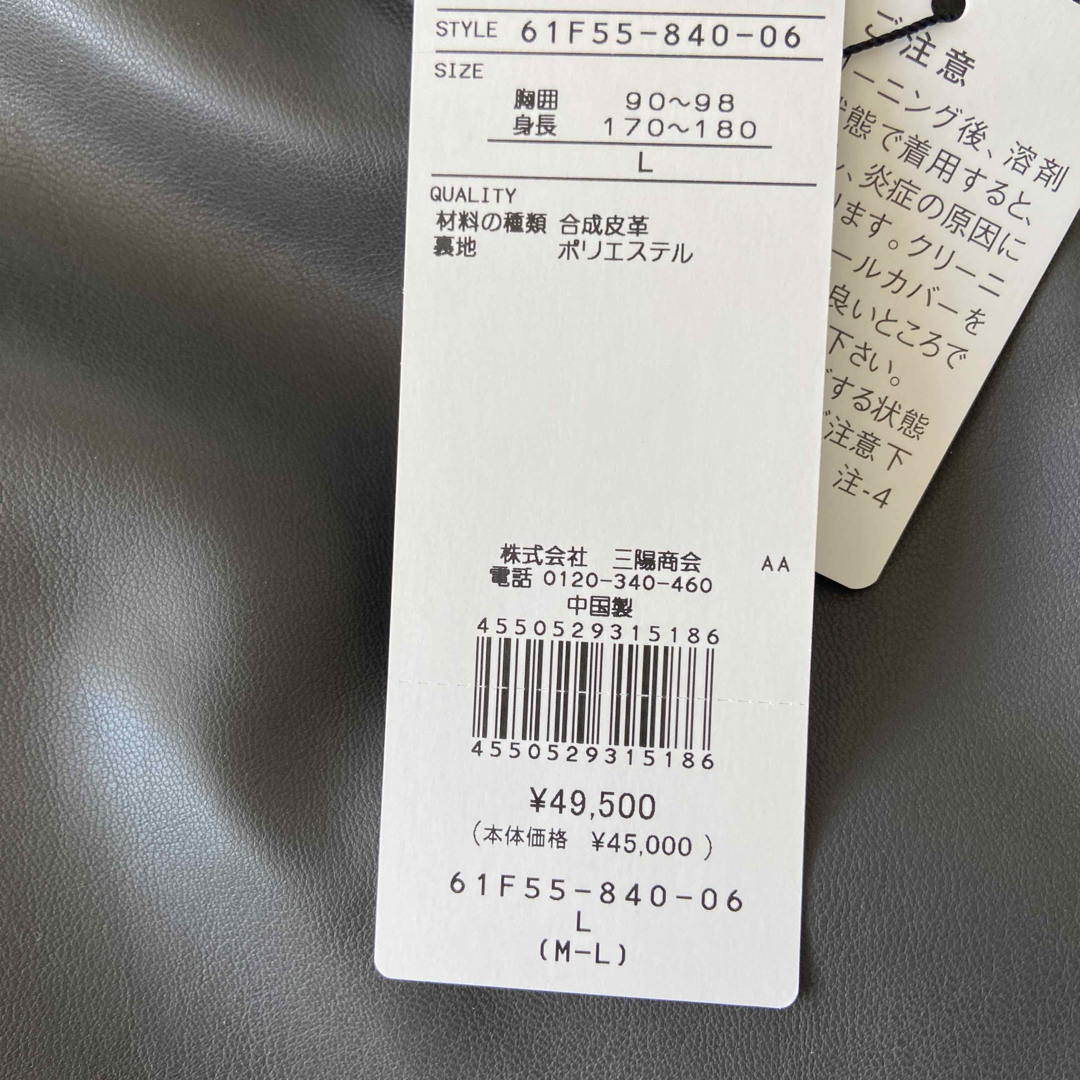 STYLE 61F55-840-06
SIZE
胸囲 90~98
身長 170~180
L
QUALITY
材料の種類 合成皮革
裏地 ポリエステル
株式会社 三陽商会 AA
電話 0120-340-460
中国製
4550529315186
4550529315186
¥49,500
(本体価格 ¥45,000 )
61F55-840-06
L
(M-L)
ご注意
ーニング後、溶剤
態で着用すると、
、炎症の原因に
ます。クリーニ
ールカバーを
良いところで
下さい。
する状態
注意下
注-4